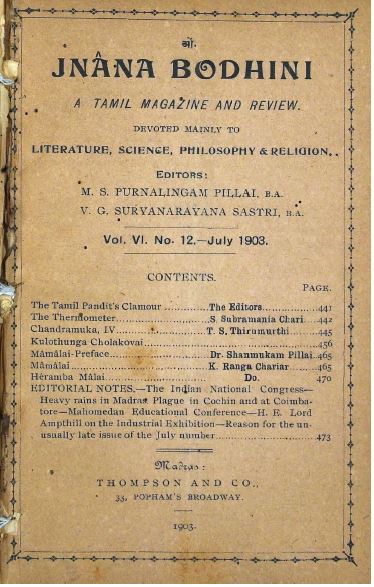 ஓம்.
JNÂNA BODHINI
A TAMIL MAGAZINE AND REVIEW.
DEVOTED MAINLY TO
LITERATURE, SCIENCE, PHILOSOPHY & RELIGION.
EDITORS:
M. S. PURNALINGAM PILLAI, B.A.
V. G. SURYANARAYANA SASTRI, B.A.
Vol. VI. No. 12.—July 1903.
CONTENTS.
PAGE.
The Tamil Pandit's Clamour ............The Editors......441
The Thermometer......................S Subramania Chari....442
Chandramuka, IV......................T. S. Thirumurthi......445
Kulothunga Cholakovai......................456
Mâmâlai-Preface......................Dr. Shanmukam Pillai..465
Mâmâlai......................K. Ranga Chariar......465
Hêramba Mâlai......................Do. 470
EDITORIAL NOTES.—The Indian National Congress—
Heavy rains in Madras, Plague in Cochin and at Coimba-
tore—Mahomedan Educational Conference—H. E. Lord
Ampthill on the Industrial Exhibition—Reason for the un-
usually late issue of the July number......................473
Madras:
THOMPSON AND CO.,
33, POPHAM'S BROADWAY.
1903.